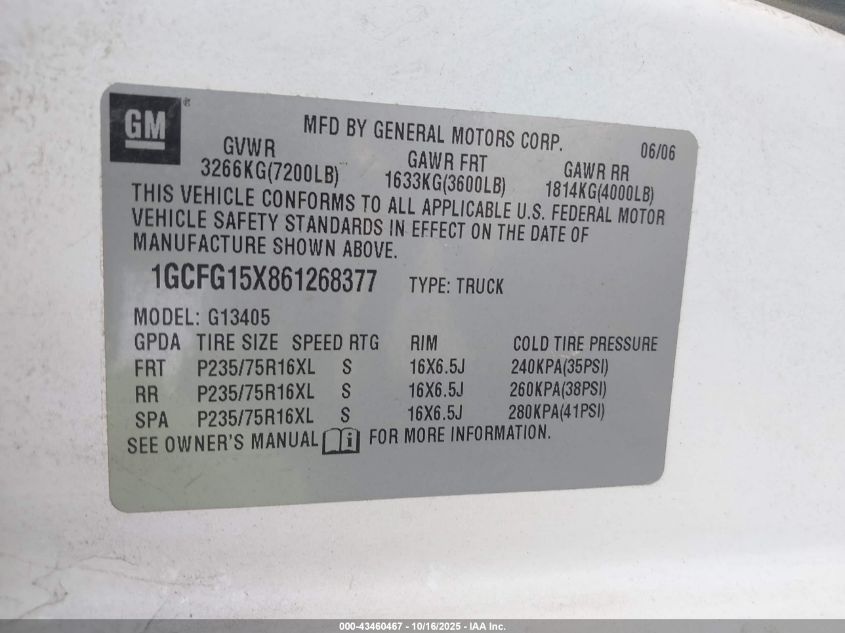 GM ®
MFD BY GENERAL MOTORS CORP. 06/06
GVWR GAWR FRT GAWR RR
3266KG(7200LB) 1633KG(3600LB) 1814KG(4000LB)
THIS VEHICLE CONFORMS TO ALL APPLICABLE U.S. FEDERAL MOTOR
VEHICLE SAFETY STANDARDS IN EFFECT ON THE DATE OF
MANUFACTURE SHOWN ABOVE.
1GCFG15X861268377 TYPE: TRUCK
MODEL: G13405
GPDA TIRE SIZE SPEED RTG RIM COLD TIRE PRESSURE
FRT P235/75R16XL S 16X6.5J 240KPA(35PSI)
RR P235/75R16XL S 16X6.5J 260KPA(38PSI)
SPA P235/75R16XL S 16X6.5J 280KPA(41PSI)
SEE OWNER'S MANUAL i FOR MORE INFORMATION.
000-43460467 - 10/16/2025 - IAA Inc.